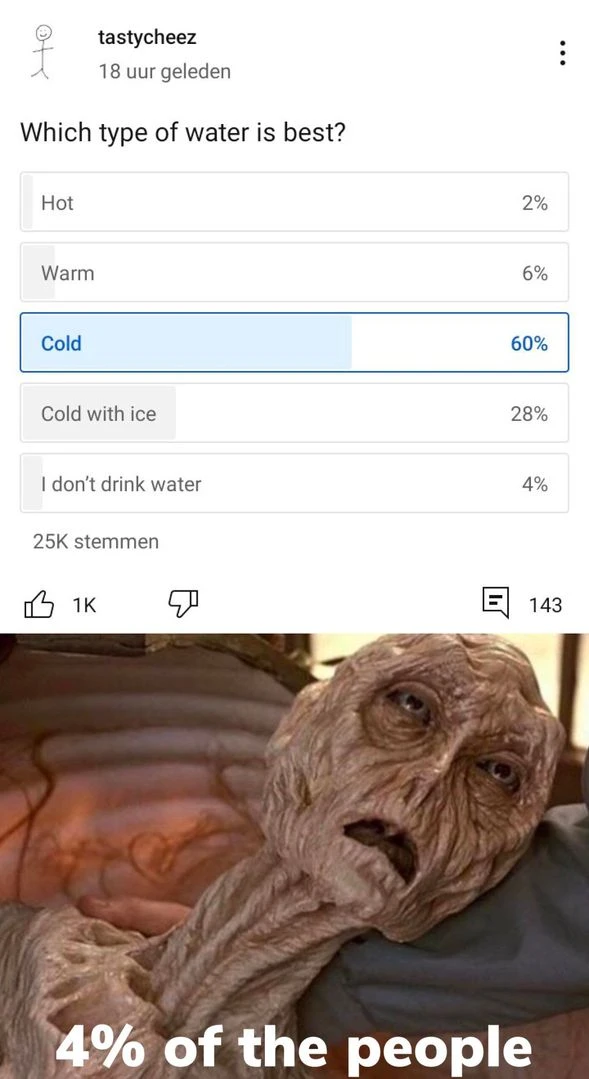 tastycheez
18 uur geleden
Which type of water is best?
Hot 2%
Warm 6%
Cold 60%
Cold with ice 28%
I don’t drink water 4%
25K stemmen
1K 143
4% of the people